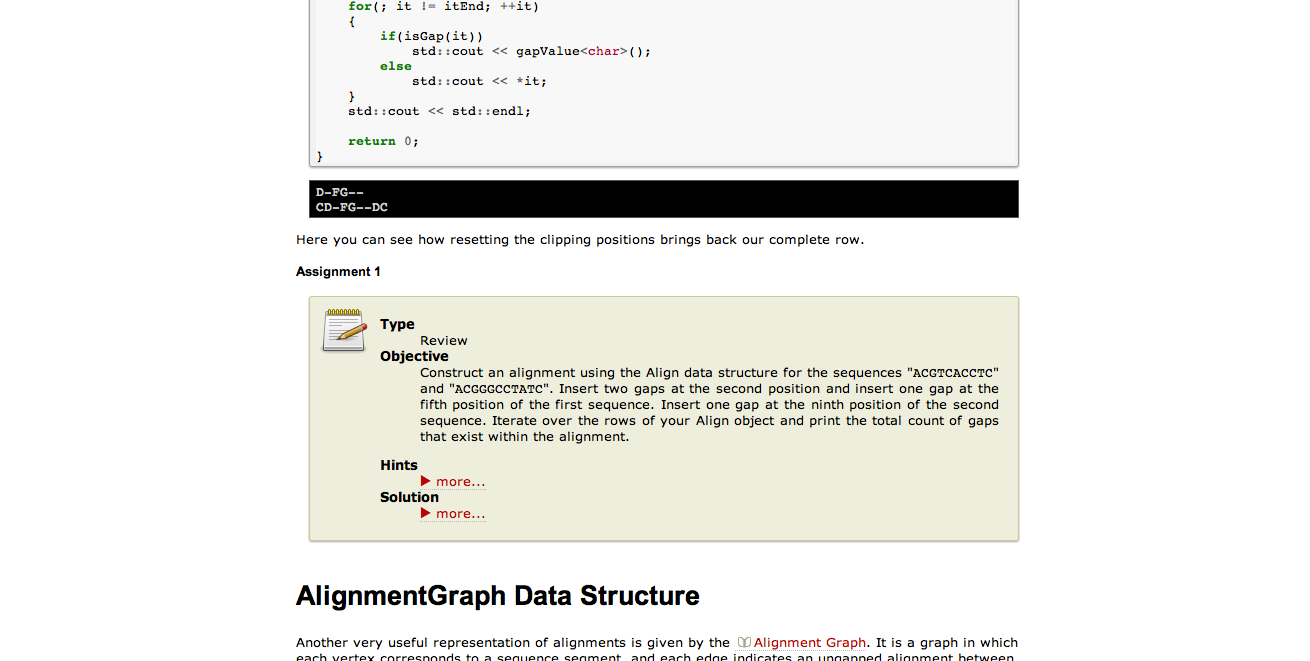 for(; it != itEnd; ++it)
{
if(isGap(it))
std::cout << gapValue<char>();
else
std::cout << *it;
}
std::cout << std::endl;
return 0;
}
D-FG--
CD-FG--DC
Here you can see how resetting the clipping positions brings back our complete row.
Assignment 1
Type
Review
Objective
Construct an alignment using the Align data structure for the sequences "ACGTCACCTC"
and "ACGGGCCTATC". Insert two gaps at the second position and insert one gap at the
fifth position of the first sequence. Insert one gap at the ninth position of the second
sequence. Iterate over the rows of your Align object and print the total count of gaps
that exist within the alignment.
Hints
more...
Solution
more...
AlignmentGraph Data Structure
Another very useful representation of alignments is given by the Alignment Graph. It is a graph in which
each vertex corresponds to a sequence segment, and each edge indicates an ungapped alignment between